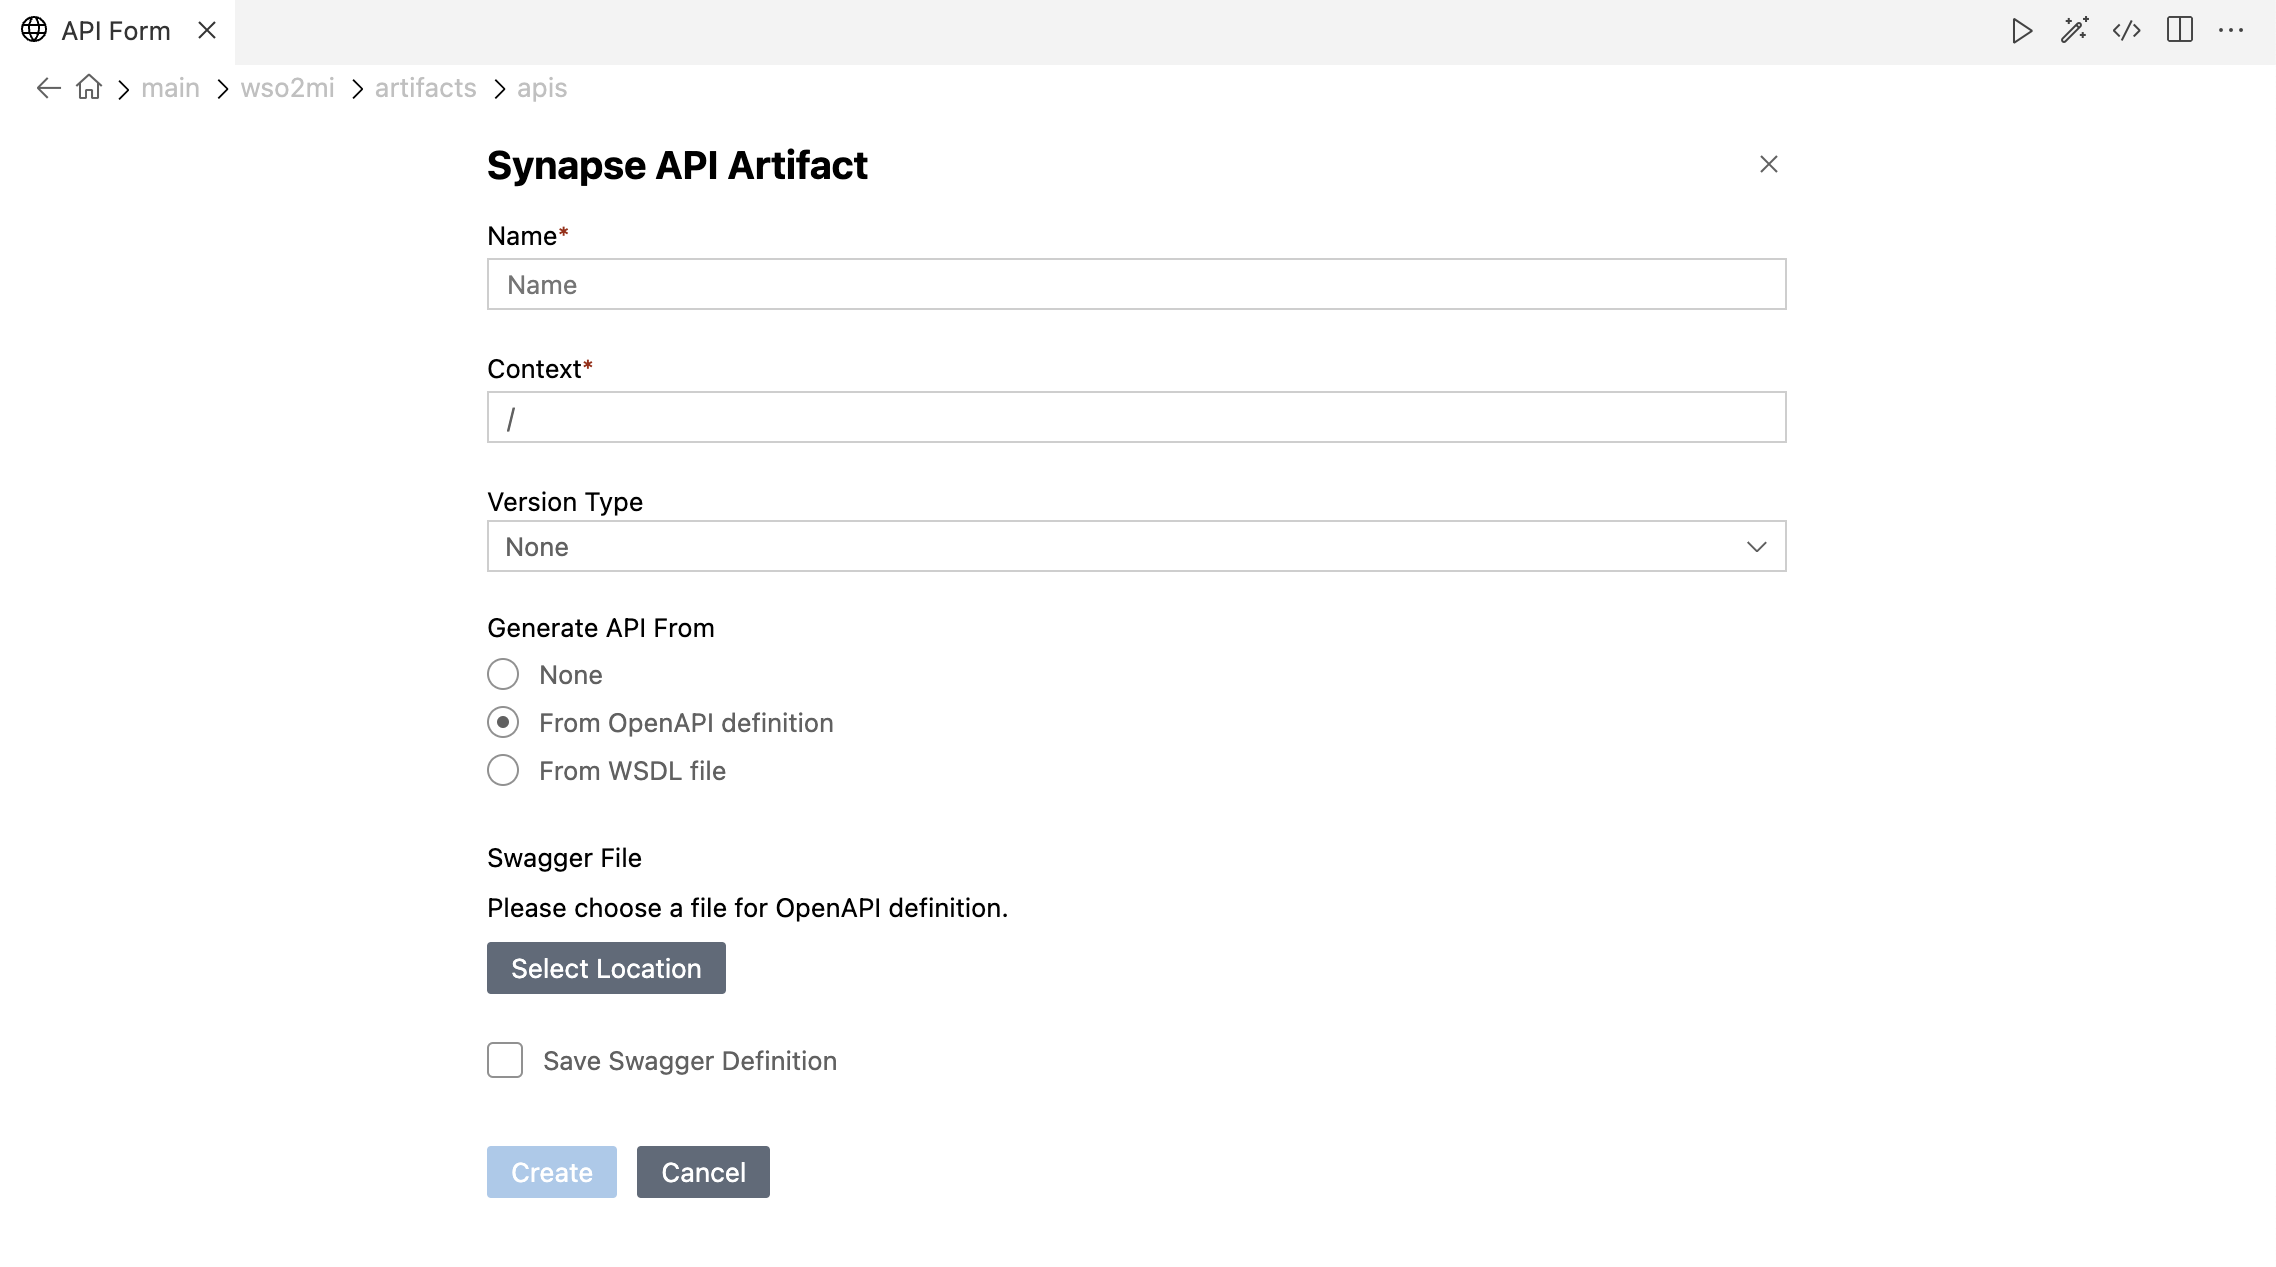 API Form
main wso2mi artifacts apis
Synapse API Artifact
Name*
Name
Context*
/
Version Type
None
Generate API From
None
From OpenAPI definition
From WSDL file
Swagger File
Please choose a file for OpenAPI definition.
Select Location
Save Swagger Definition
Create Cancel